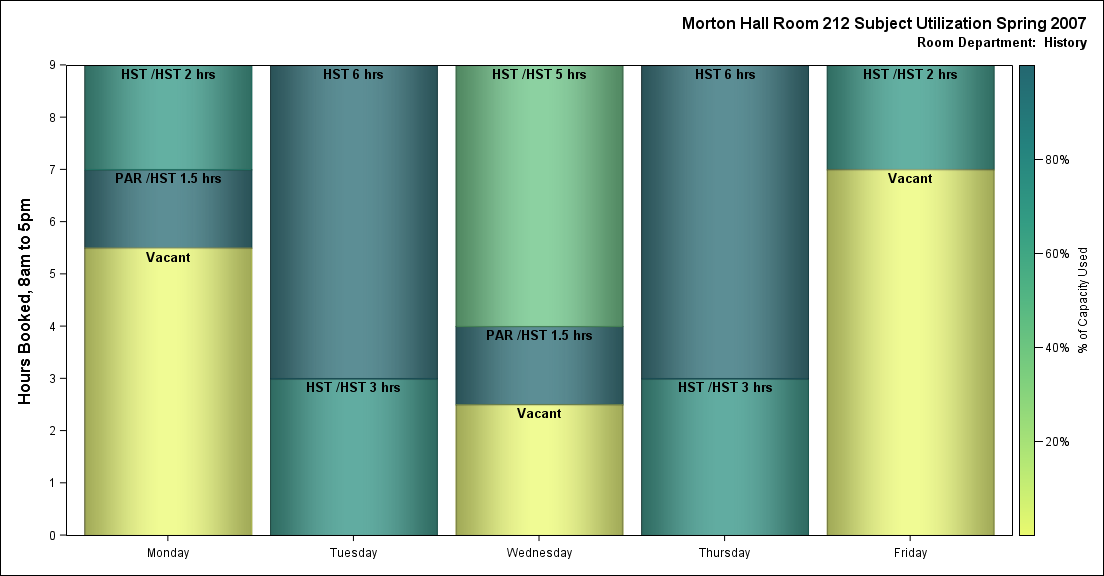 Morton Hall Room 212 Subject Utilization Spring 2007
Room Department:  History
Hours Booked, 8am to 5pm
9
8
7
6
5
4
3
2
1
0
HST /HST 2 hrs
PAR /HST 1.5 hrs
Vacant
HST 6 hrs
HST /HST 3 hrs
HST /HST 5 hrs
PAR /HST 1.5 hrs
Vacant
HST 6 hrs
HST /HST 3 hrs
HST /HST 2 hrs
Vacant
Monday
Tuesday
Wednesday
Thursday
Friday
80%
60%
40%
20%
% of Capacity Used